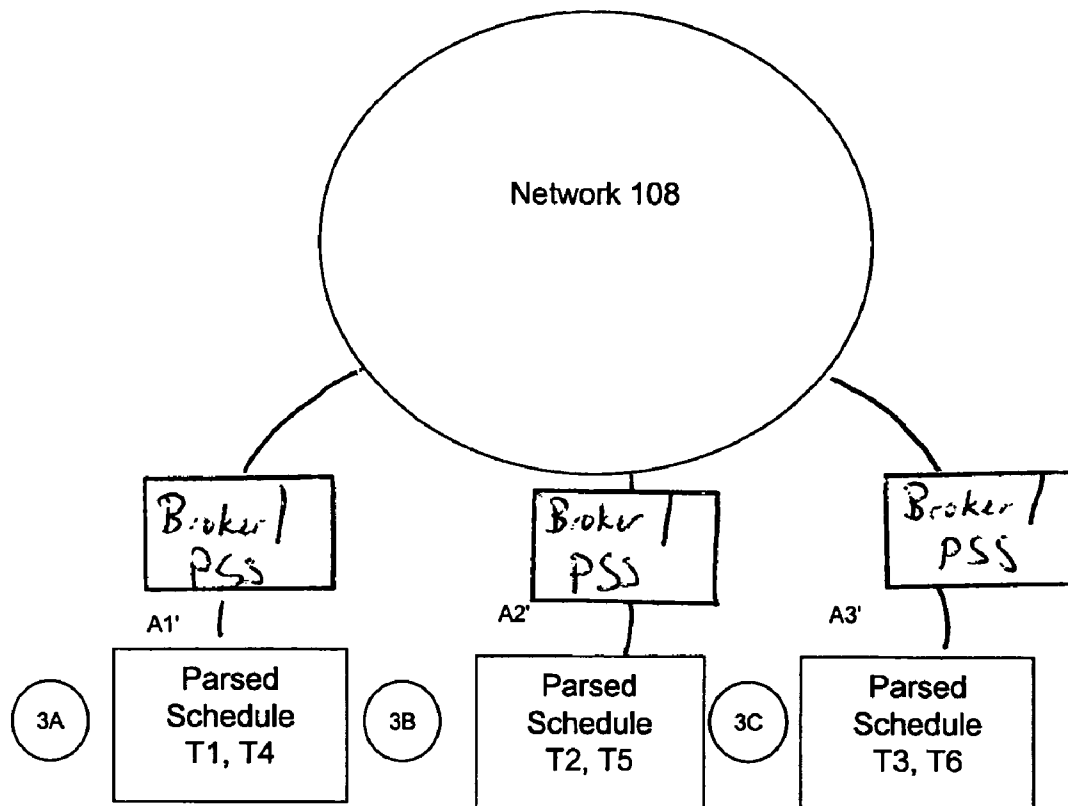 Network 108
Broker /
PSS
Broker /
PSS
Broker /
PSS
A1'
A2'
A3'
3A
Parsed
Schedule
T1, T4
3B
Parsed
Schedule
T2, T5
3C
Parsed
Schedule
T3, T6